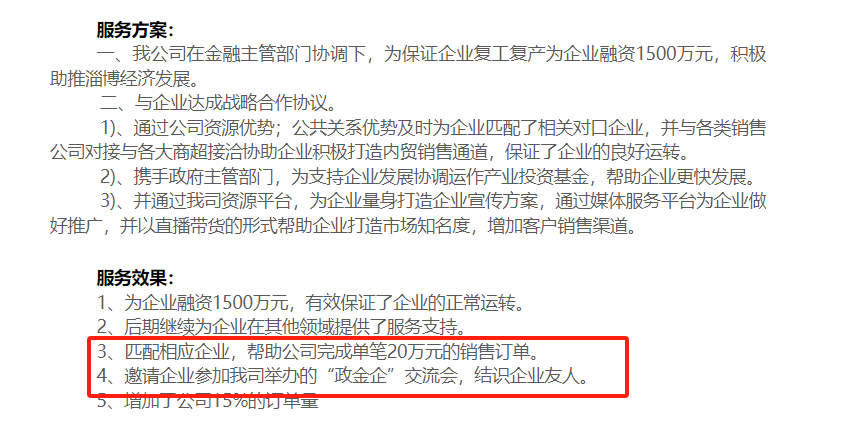 服务方案：
一、我公司在金融主管部门协调下，为保证企业复工复产为企业融资1500万元，积极
助推淄博经济发展。
二、与企业达成战略合作协议。
1)、通过公司资源优势；公共关系优势及时为企业匹配了相关对口企业，并与各类销售
公司对接与各大商超接洽协助企业积极打造内贸销售通道，保证了企业的良好运转。
2)、携手政府主管部门，为支持企业发展协调运作产业投资基金，帮助企业更快发展。
3)、并通过我司资源平台，为企业量身打造企业宣传方案，通过媒体服务平台为企业做
好推广，并以直播带货的形式帮助企业打造市场知名度，增加客户销售渠道。
服务效果：
1、为企业融资1500万元，有效保证了企业的正常运转。
2、后期继续为企业在其他领域提供了服务支持。
3、匹配相应企业，帮助公司完成单笔20万元的销售订单。
4、邀请企业参加我司举办的“政金企”交流会，结识企业友人。
5、增加了公司15%的订单量